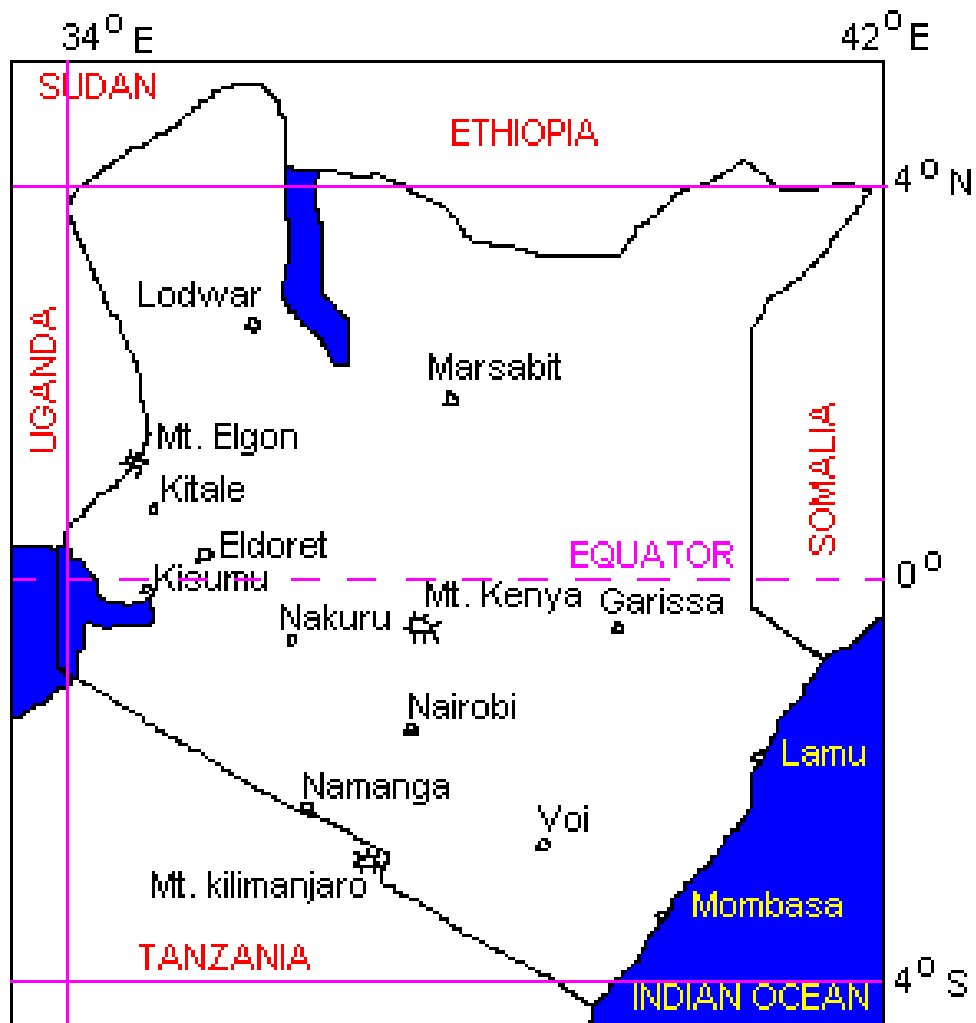 34° E
42° E
SUDAN
ETHIOPIA
4° N
Lodwar
UGANDA
Marsabit
SOMALIA
Mt. Elgon
Kitale
Eldoret
EQUATOR
0°
Kisumu
Mt. Kenya
Garissa
Nakuru
Nairobi
Lamu
Namanga
Voi
Mt. kilimanjaro
Mombasa
TANZANIA
4° S
INDIAN OCEAN